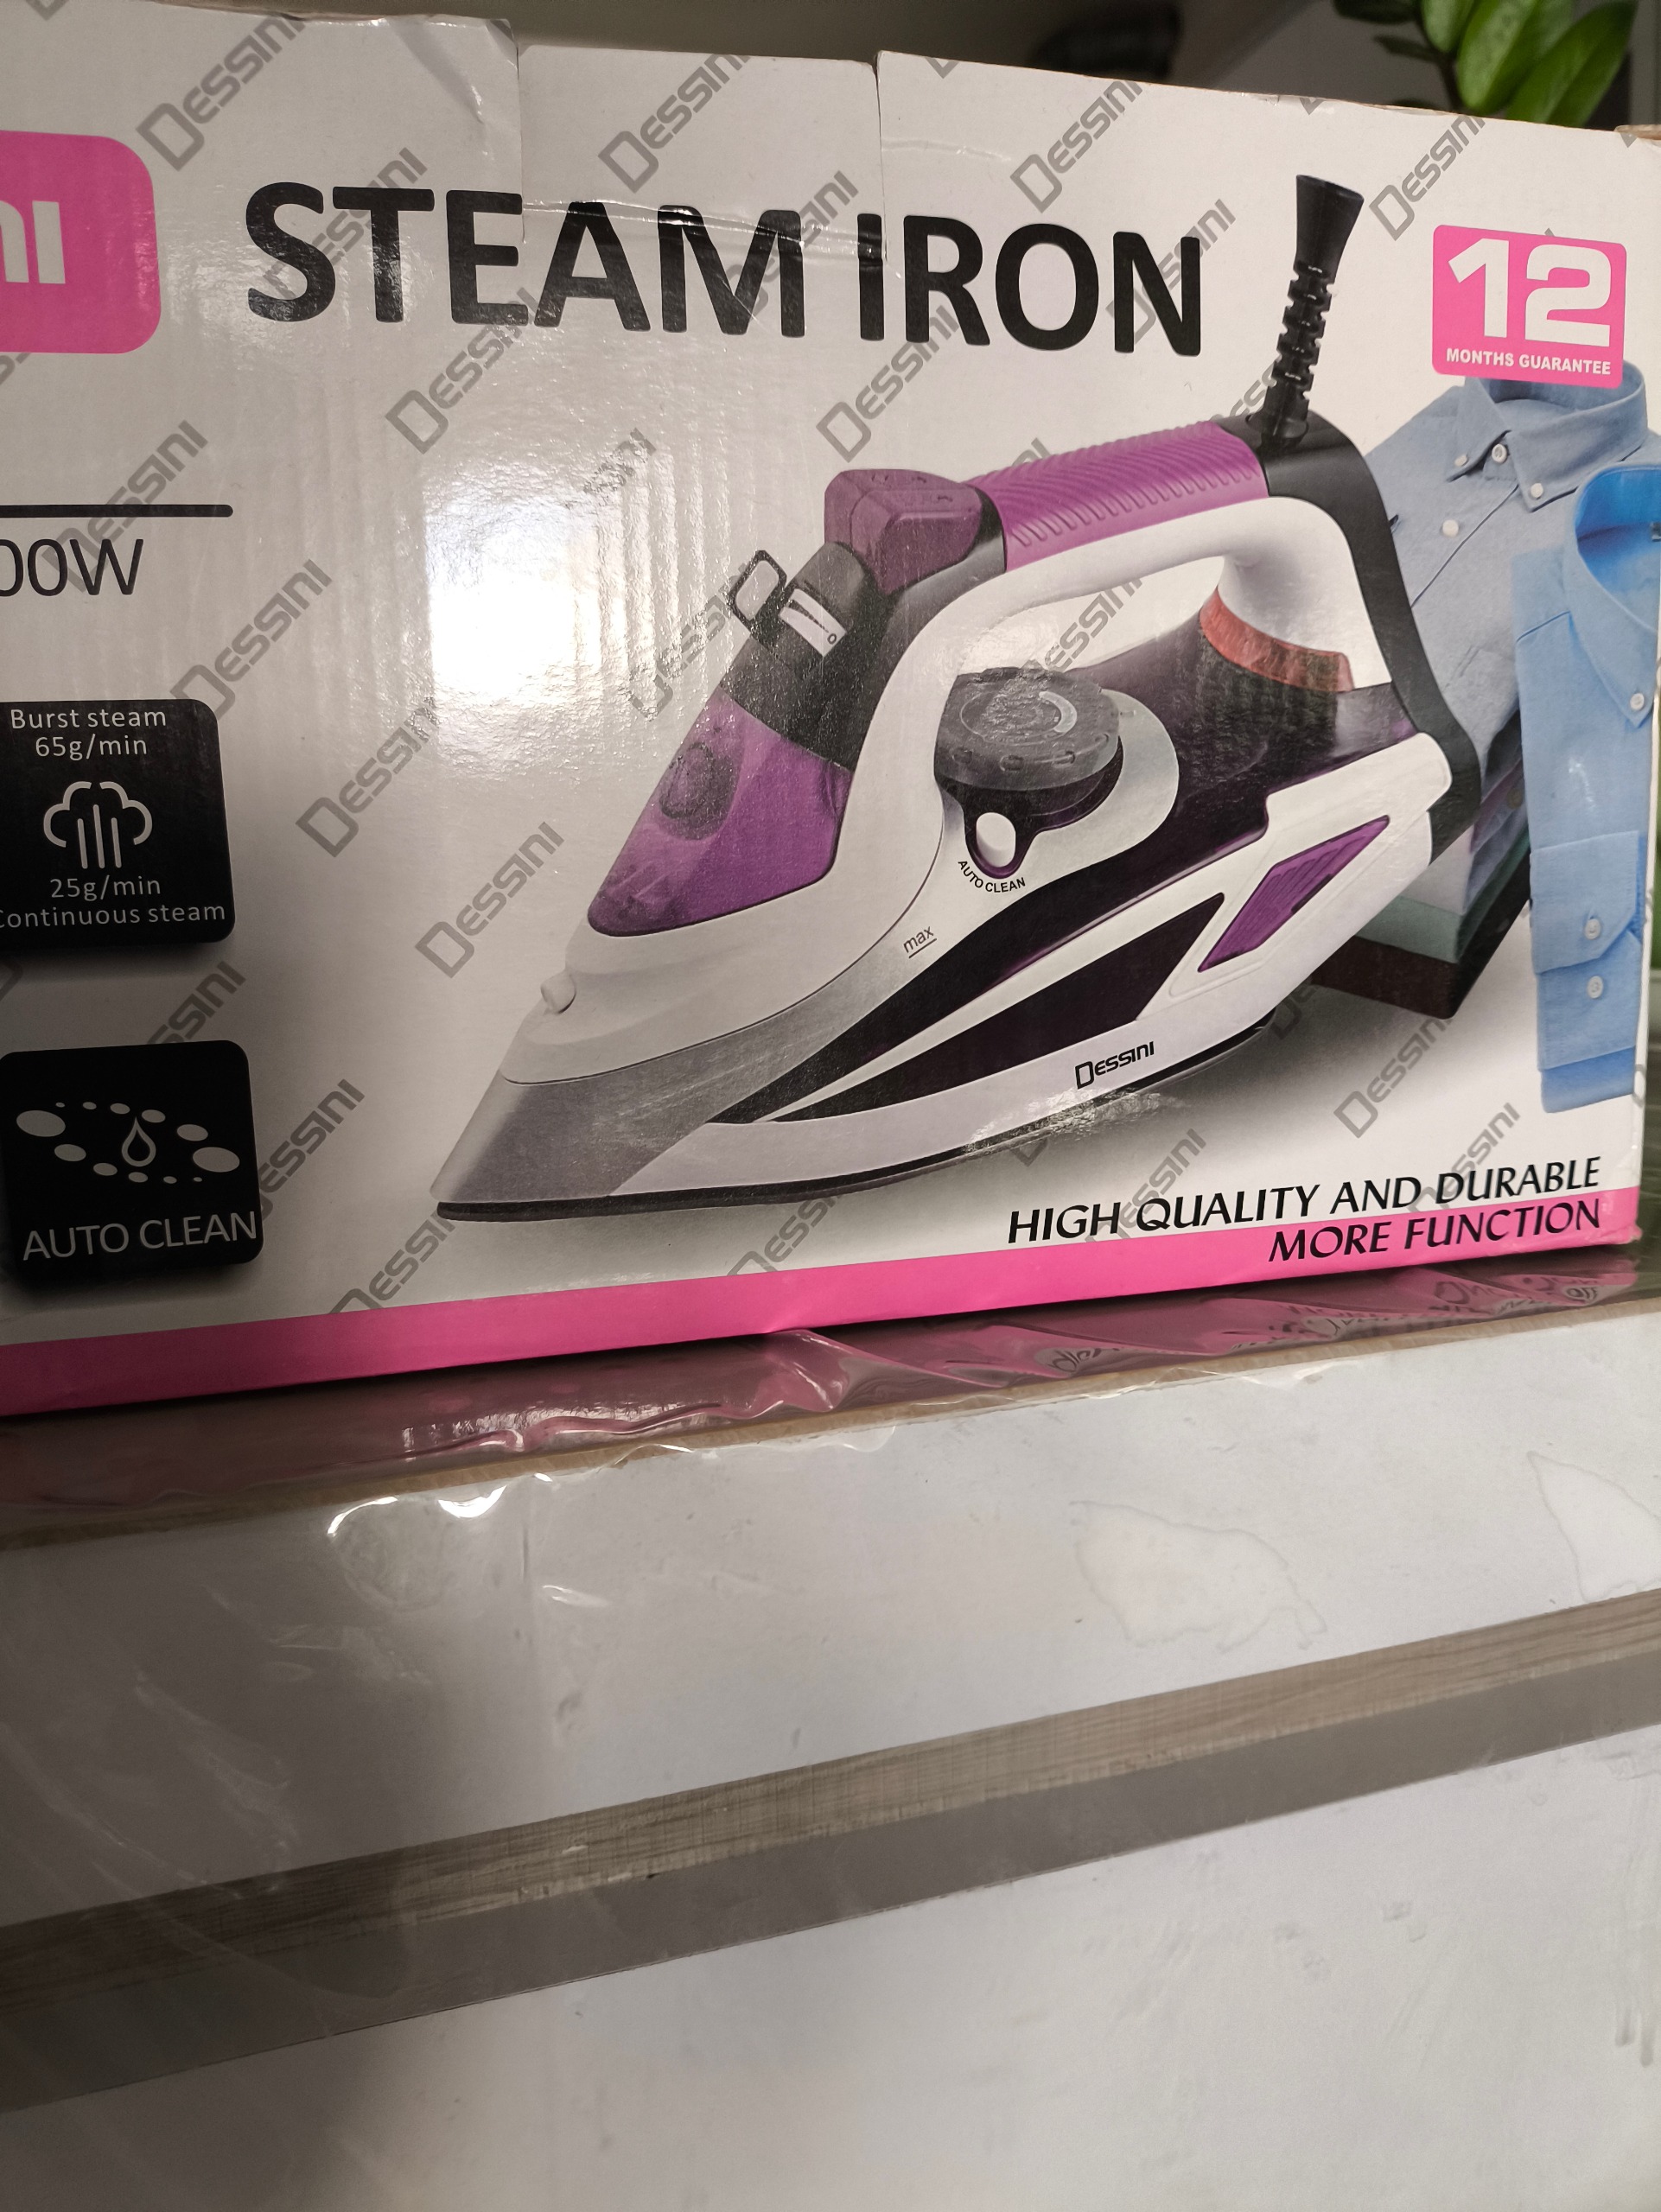 STEAM IRON
12
MONTHS GUARANTEE
00W
Burst steam
65g/min
25g/min
Continuous steam
AUTO CLEAN
AUTO CLEAN
max
Dessini
HIGH QUALITY AND DURABLE
MORE FUNCTION